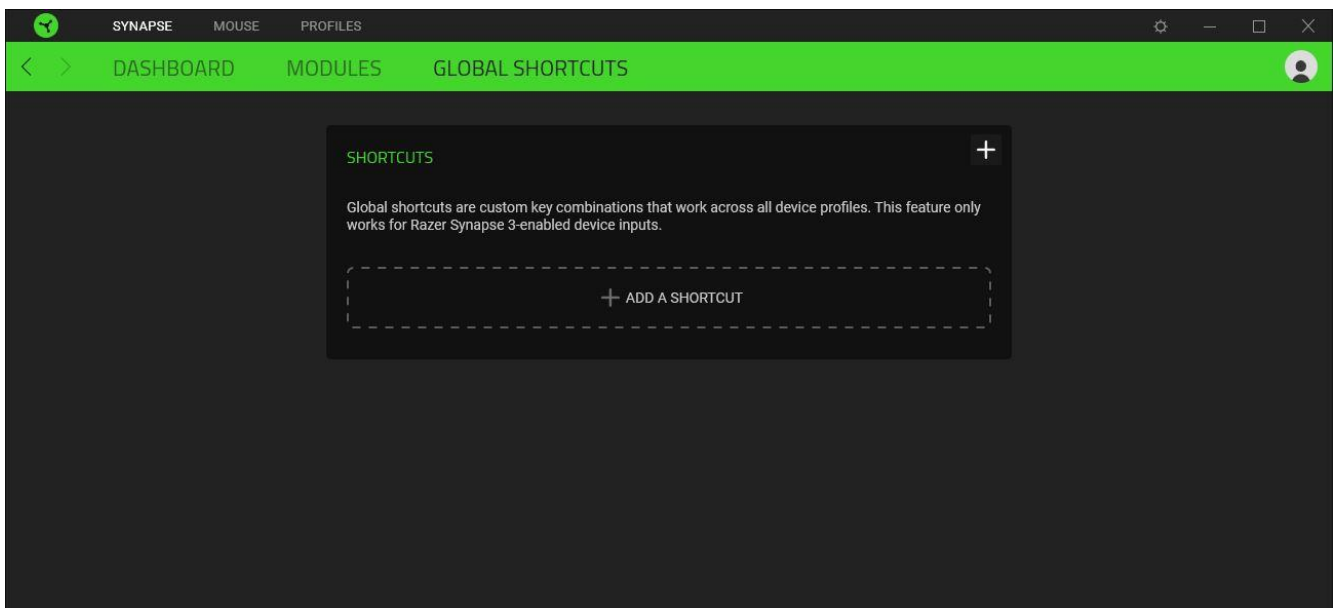 SYNAPSE MOUSE PROFILES
DASHBOARD MODULES GLOBAL SHORTCUTS
SHORTCUTS
Global shortcuts are custom key combinations that work across all device profiles. This feature only
works for Razer Synapse 3-enabled device inputs.
ADD A SHORTCUT